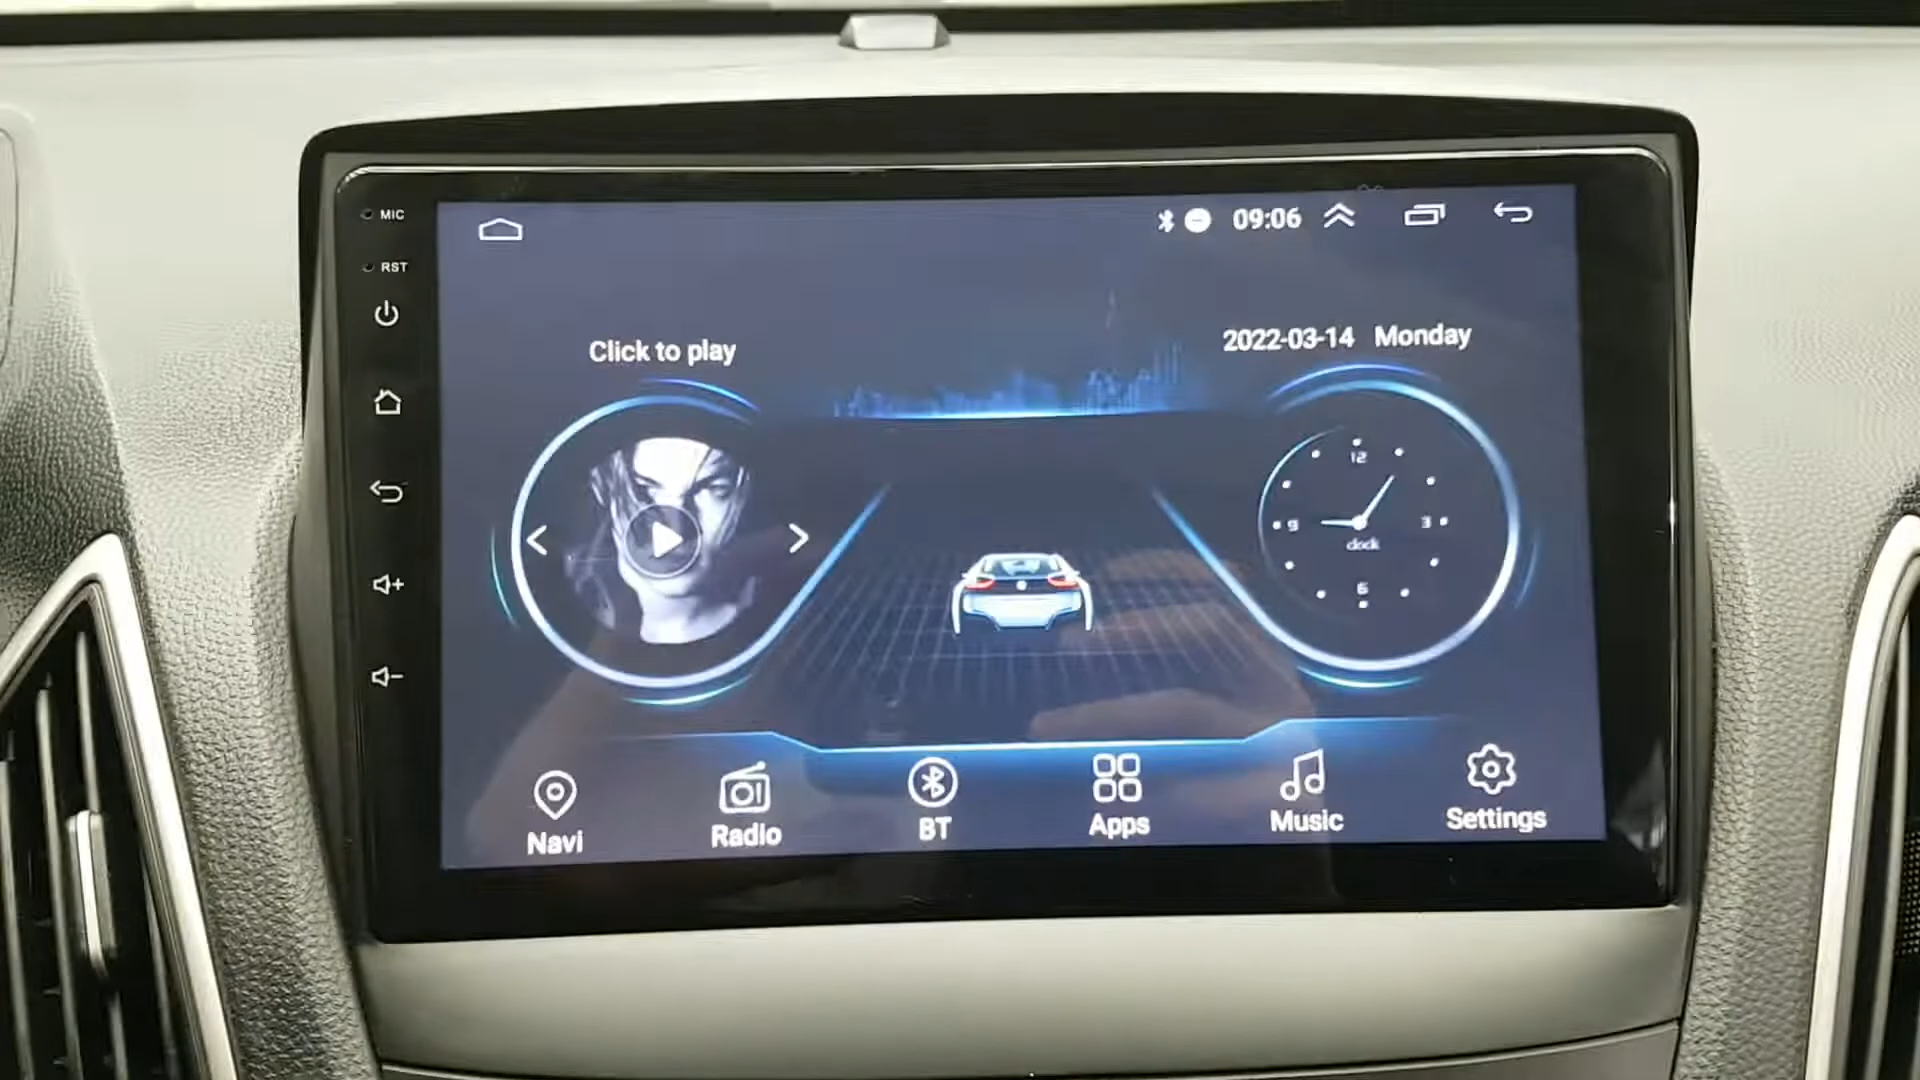 MIC
RST
09:06
Click to play
2022-03-14 Monday
12
9
3
clock
6
Navi
Radio
BT
Apps
Music
Settings